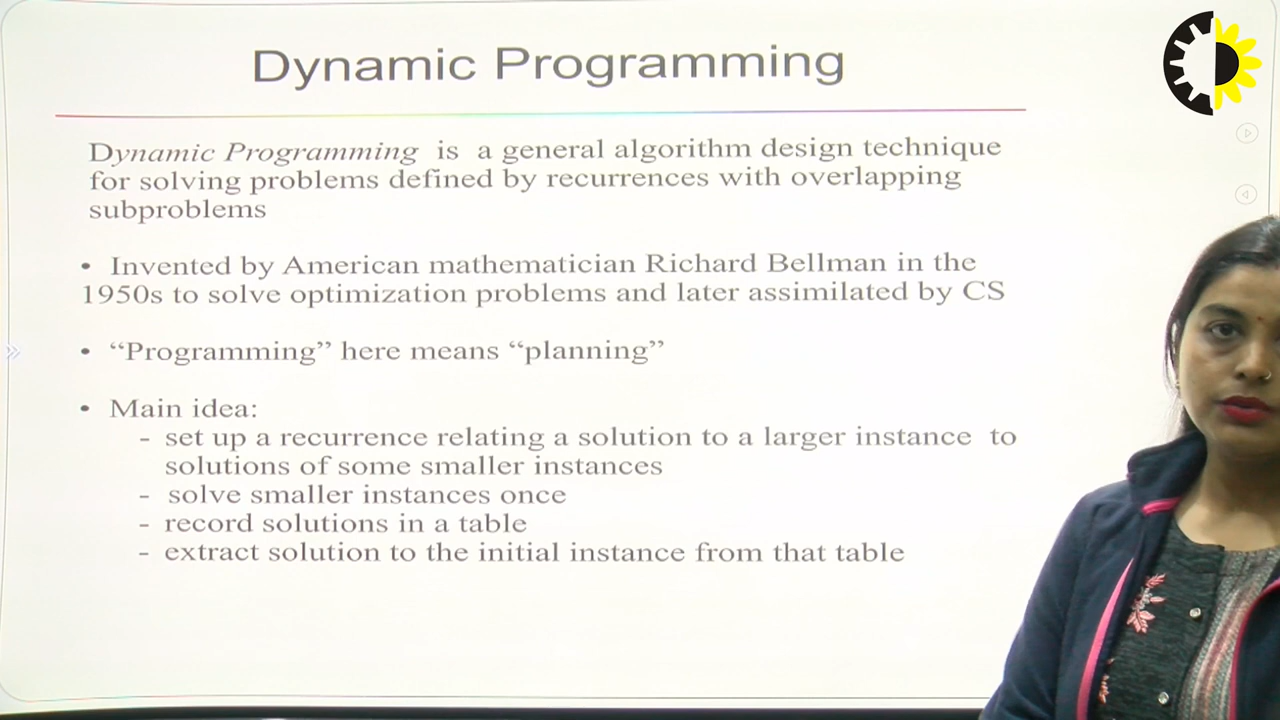 Dynamic Programming
Dynamic Programming is a general algorithm design technique
for solving problems defined by recurrences with overlapping
subproblems
• Invented by American mathematician Richard Bellman in the
1950s to solve optimization problems and later assimilated by CS
• “Programming” here means “planning”
• Main idea:
- set up a recurrence relating a solution to a larger instance to
solutions of some smaller instances
- solve smaller instances once
- record solutions in a table
- extract solution to the initial instance from that table